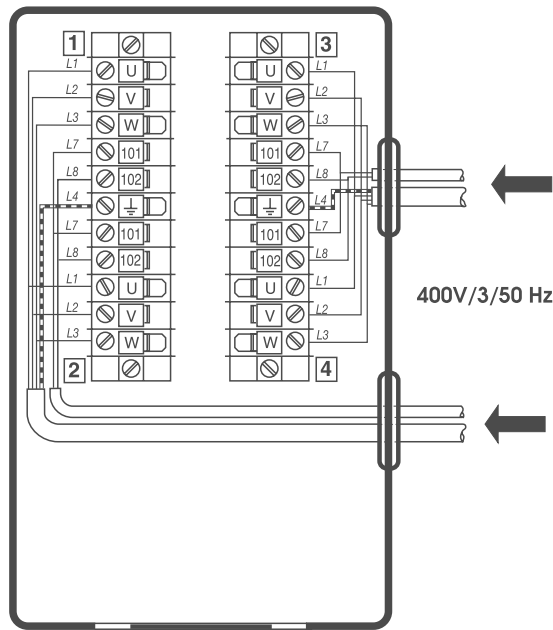 1 3
L1 U U L1
L2 V V L2
L3 W W L3
L7 101 101 L7
L8 102 102 L8
L4 L4
L7 101 101 L7
L8 102 102 L8
L1 U U L1
L2 V V L2
L3 W W L3
2 4
400V/3/50 Hz